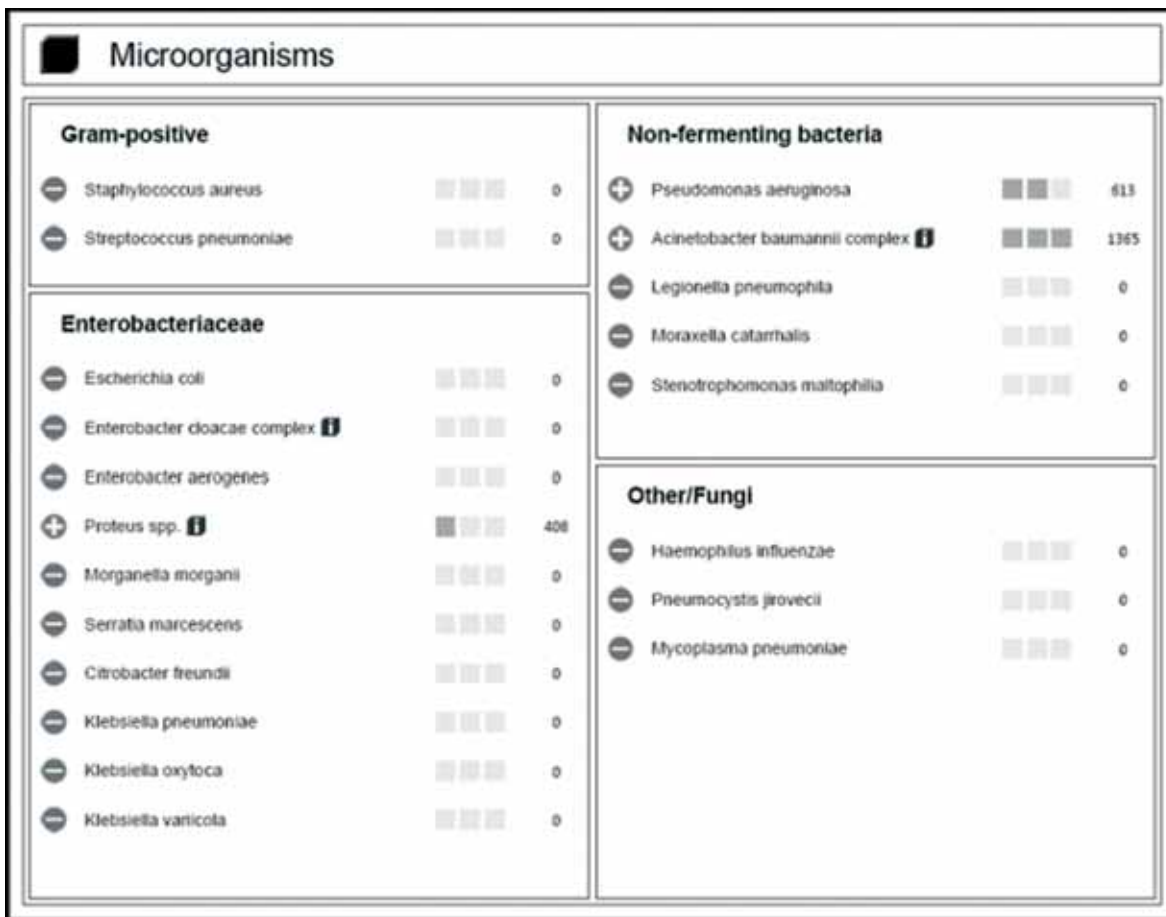 Microorganisms
Gram-positive
Staphylococcus aureus 0
Streptococcus pneumoniae 0
Enterobacteriaceae
Escherichia coli 0
Enterobacter cloacae complex i 0
Enterobacter aerogenes 0
Proteus spp. i 408
Morganella morganii 0
Serratia marcescens 0
Citrobacter freundii 0
Klebsiella pneumoniae 0
Klebsiella oxytoca 0
Klebsiella variicola 0
Non-fermenting bacteria
Pseudomonas aeruginosa 613
Acinetobacter baumannii complex i 1365
Legionella pneumophila 0
Moraxella catarrhalis 0
Stenotrophomonas maltophilia 0
Other/Fungi
Haemophilus influenzae 0
Pneumocystis jirovecii 0
Mycoplasma pneumoniae 0